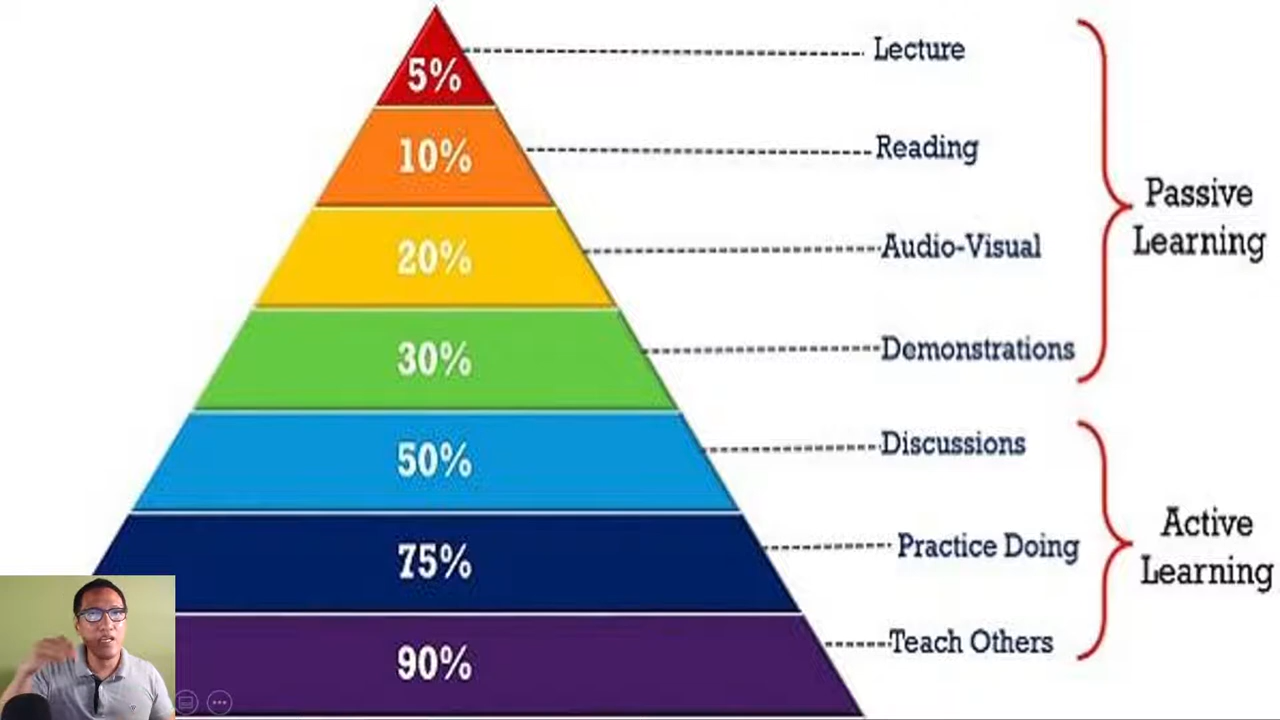 5%
Lecture
10%
Reading
20%
Audio-Visual
30%
Demonstrations
Passive
Learning
50%
Discussions
75%
Practice Doing
90%
Teach Others
Active
Learning